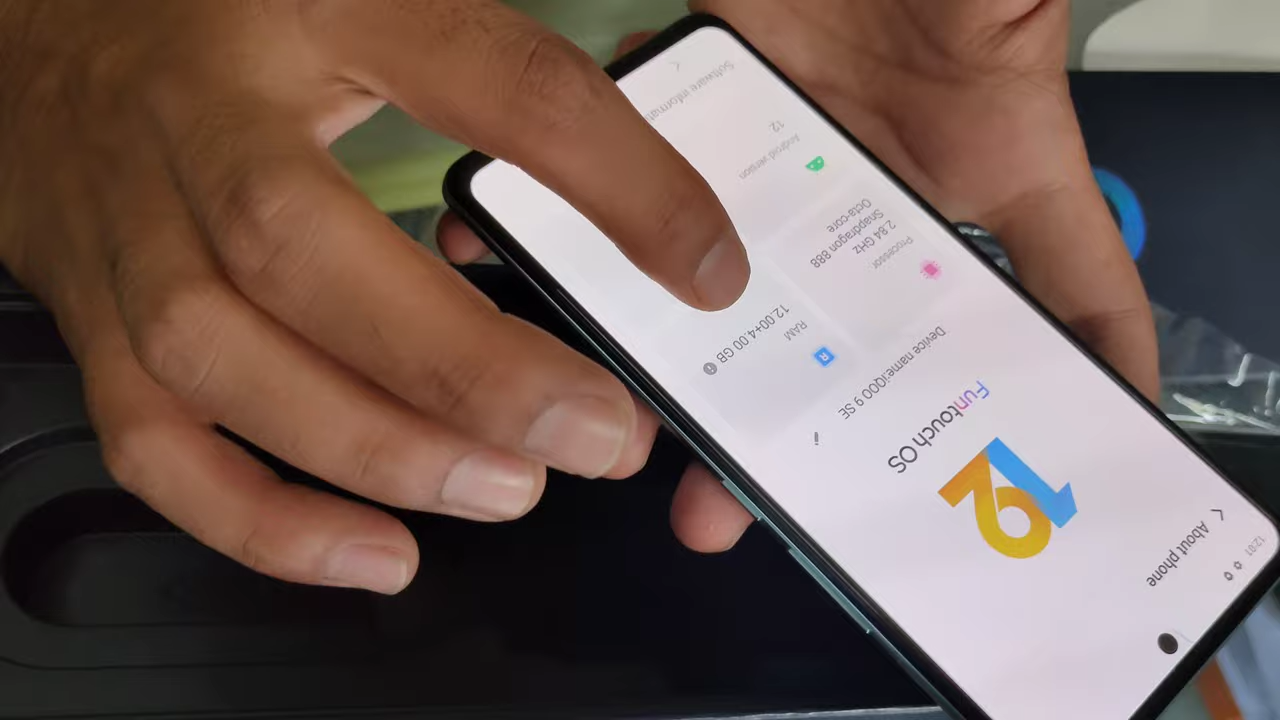 12:01
About phone
12
Funtouch OS
Device name:iQOO 9 SE
Processor
2.84 GHz
Snapdragon 888
Octa-core
R
RAM
12.00+4.00 GB
Android version
12
Software informat